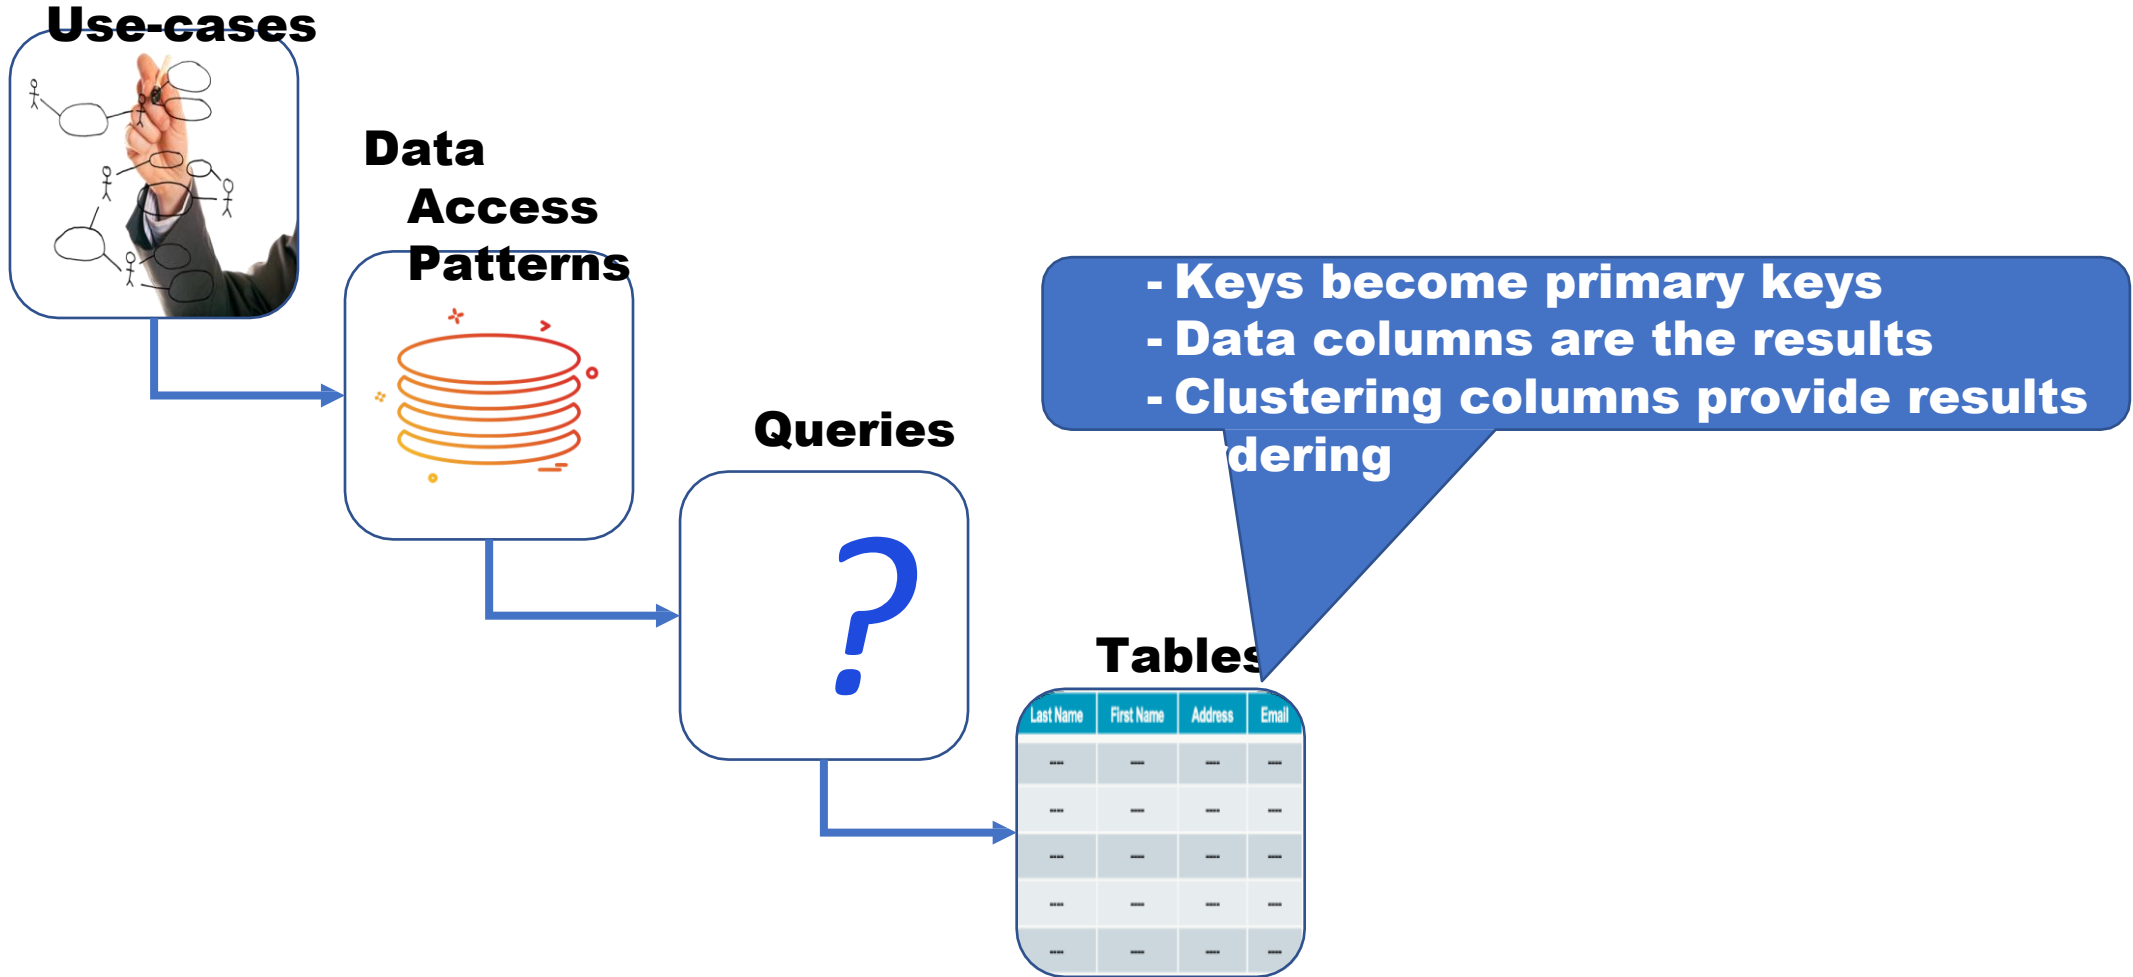 Use-cases
Data
Access
Patterns
- Keys become primary keys
- Data columns are the results
- Clustering columns provide results
dering
Queries
?
Tables
Last Name First Name Address Email
---- ---- ---- ----
---- ---- ---- ----
---- ---- ---- ----
---- ---- ---- ----
---- ---- ---- ----